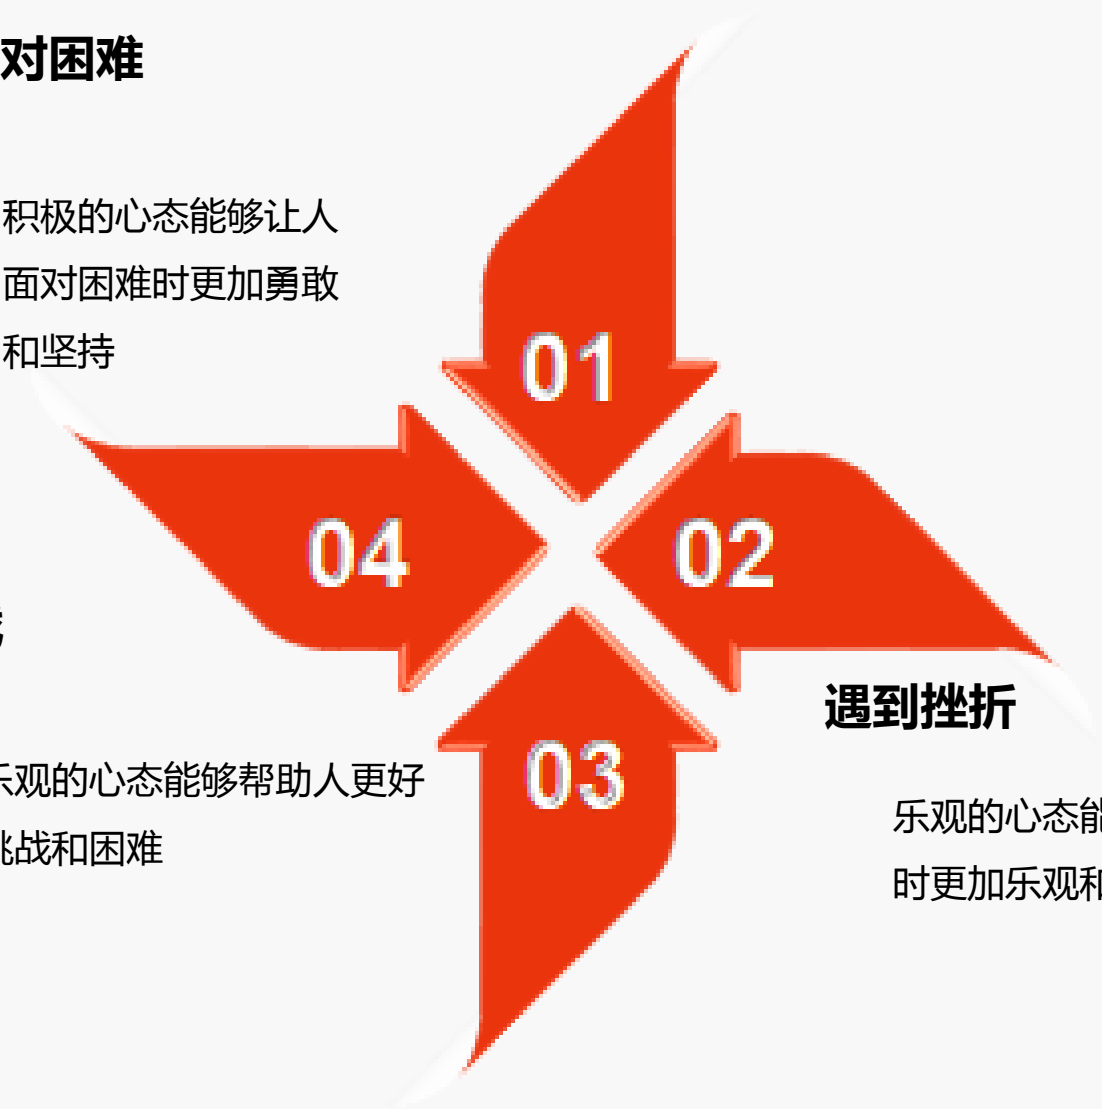 对困难
积极的心态能够让人
面对困难时更加勇敢
和坚持
01
04
02
遇到挫折
03
乐观的心态能够帮助人更好
挑战和困难
乐观的心态能
时更加乐观和